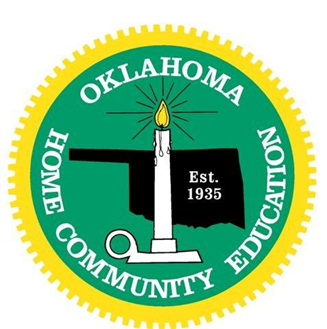 OKLAHOMA
HOME COMMUNITY EDUCATION
Est.
1935